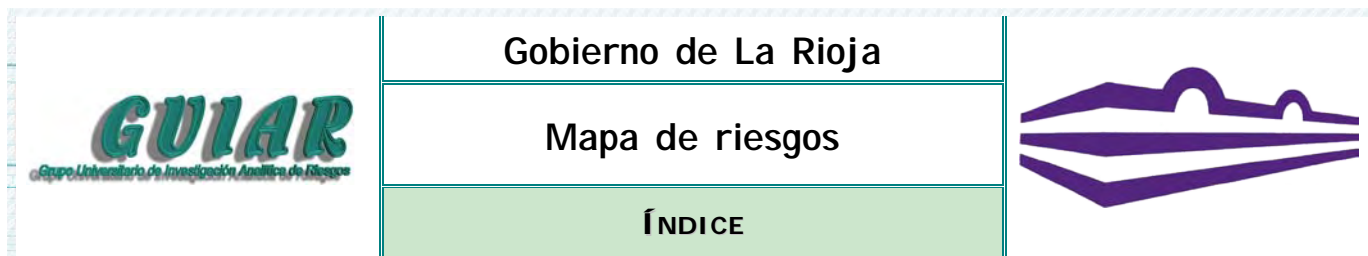 GUIAR
Grupo Universitario de Investigación Analítica de Riesgos
Gobierno de La Rioja
Mapa de riesgos
ÍNDICE